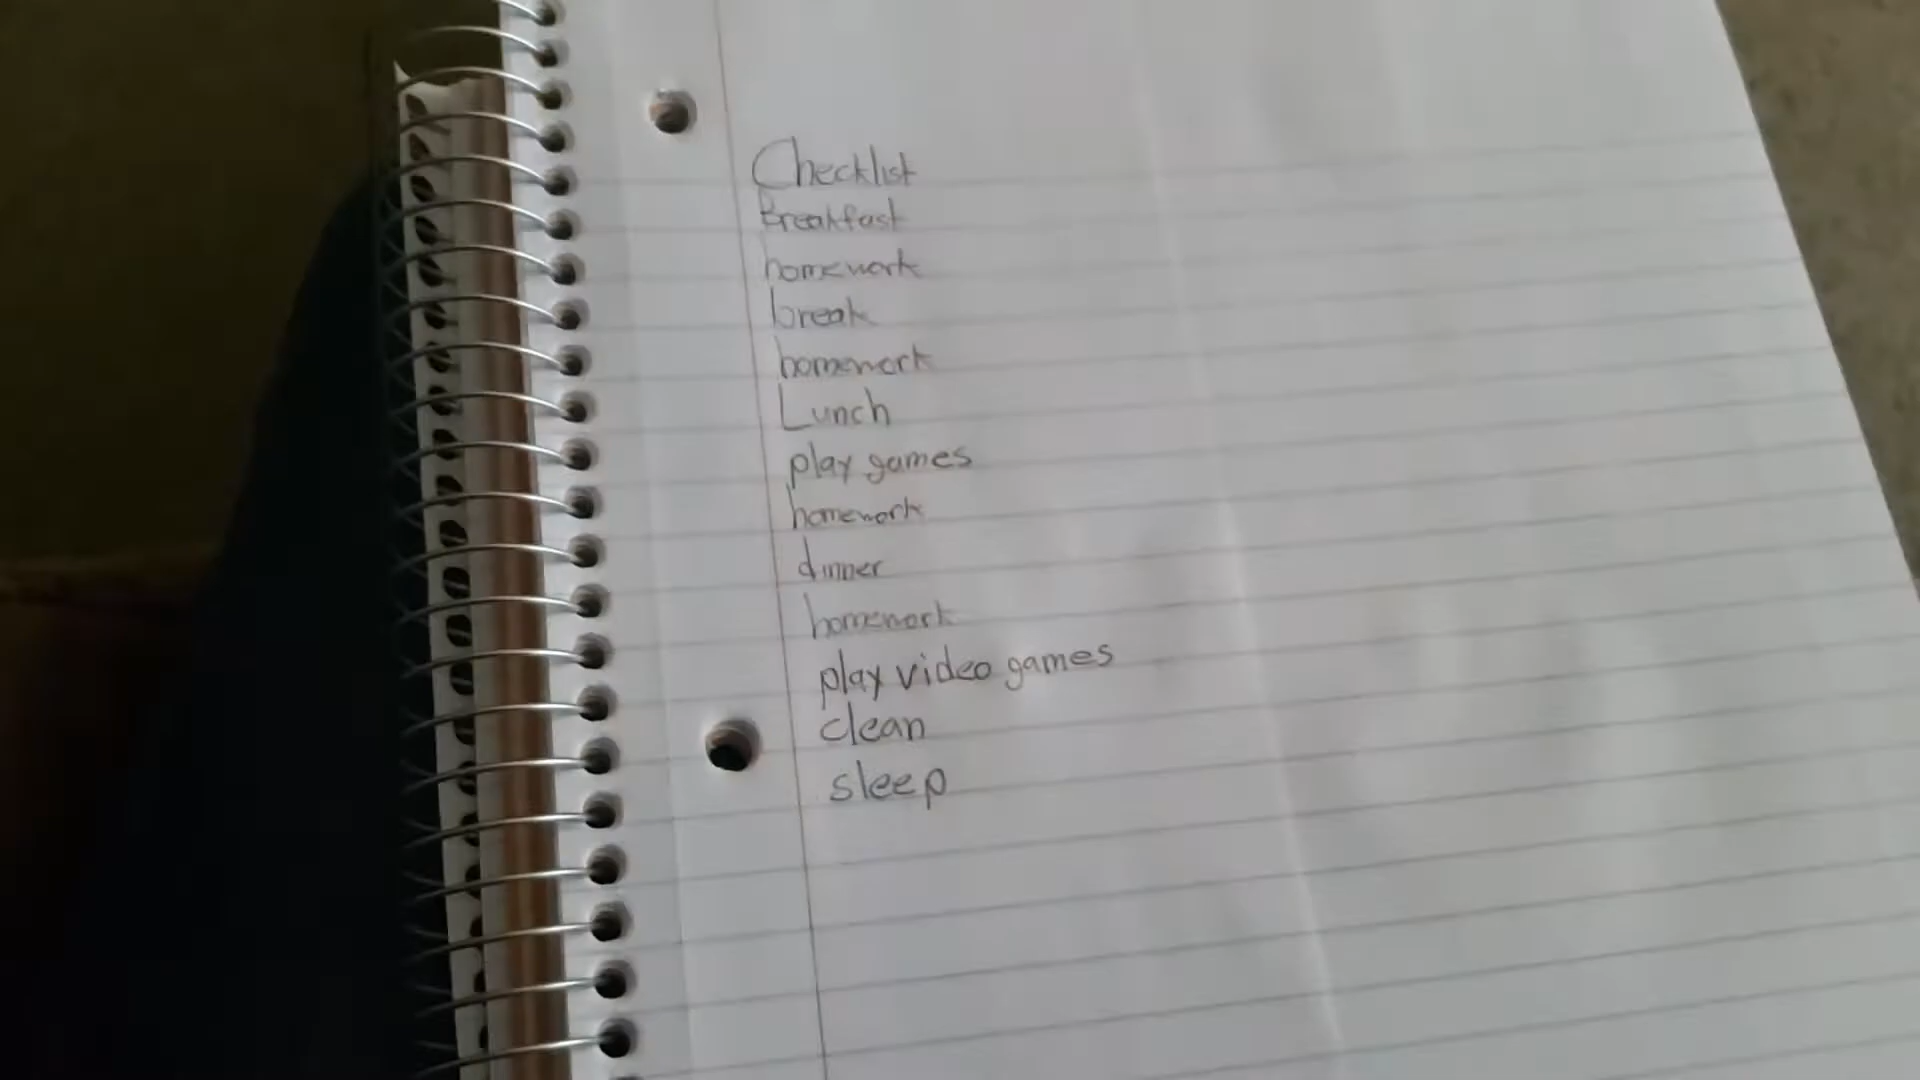 Checklist
Breakfast
homework
break
homework
Lunch
play games
homework
dinner
homework
play video games
clean
sleep